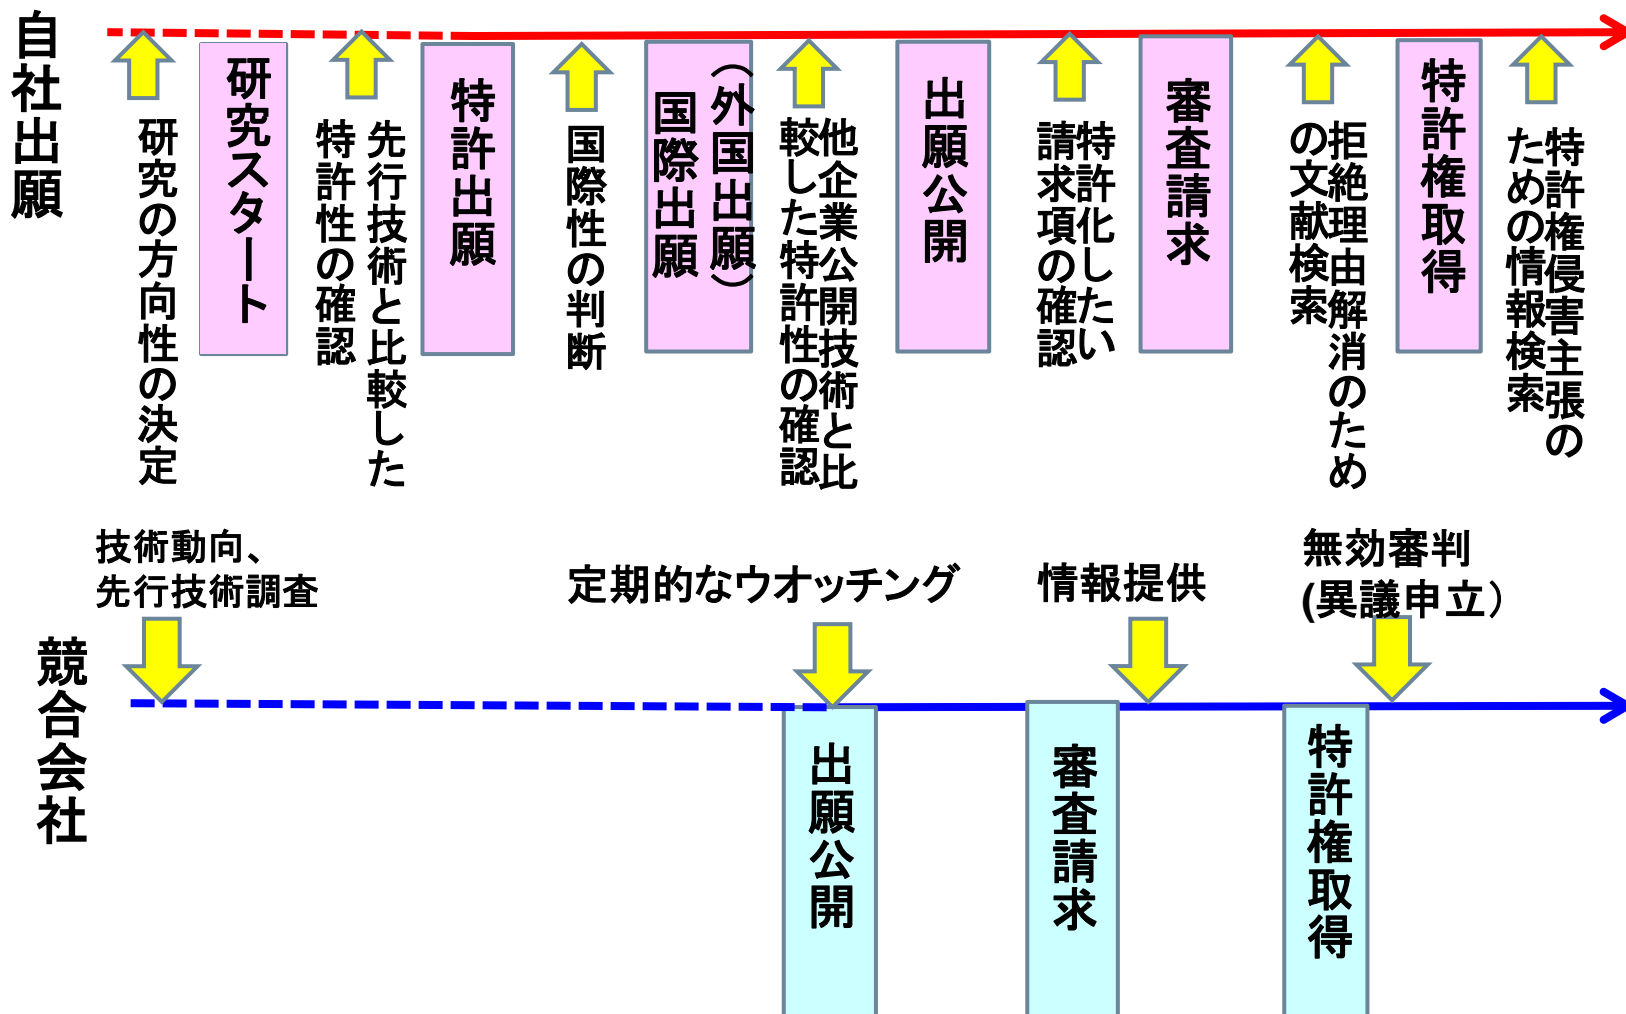 自社出願
研究の方向性の決定
研究スタート
先行技術と比較した
特許性の確認
特許出願
国際性の判断
（外国出願）
国際出願
他企業公開技術と比
較した特許性の確認
出願公開
特許化したい
請求項の確認
審査請求
拒絶理由解消のため
の文献検索
特許権取得
特許権侵害主張の
ための情報検索
技術動向、
先行技術調査
定期的なウオッチング
情報提供
無効審判
(異議申立）
競合会社
出願公開
審査請求
特許権取得